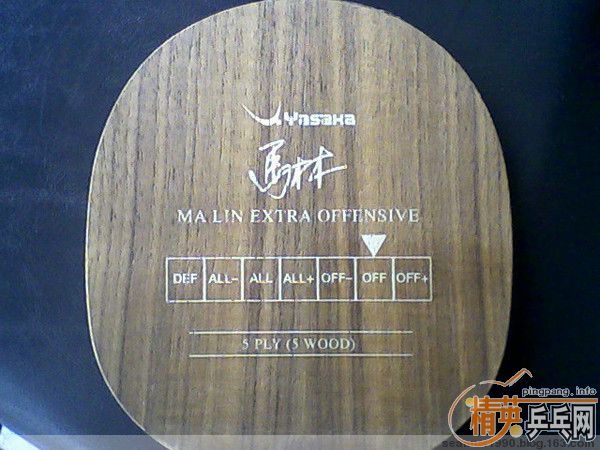 Yasaka
馬林
MA LIN EXTRA OFFENSIVE
DEF ALL- ALL ALL+ OFF- OFF OFF+
5 PLY (5 WOOD)
pingpang.info
精英乒乓网